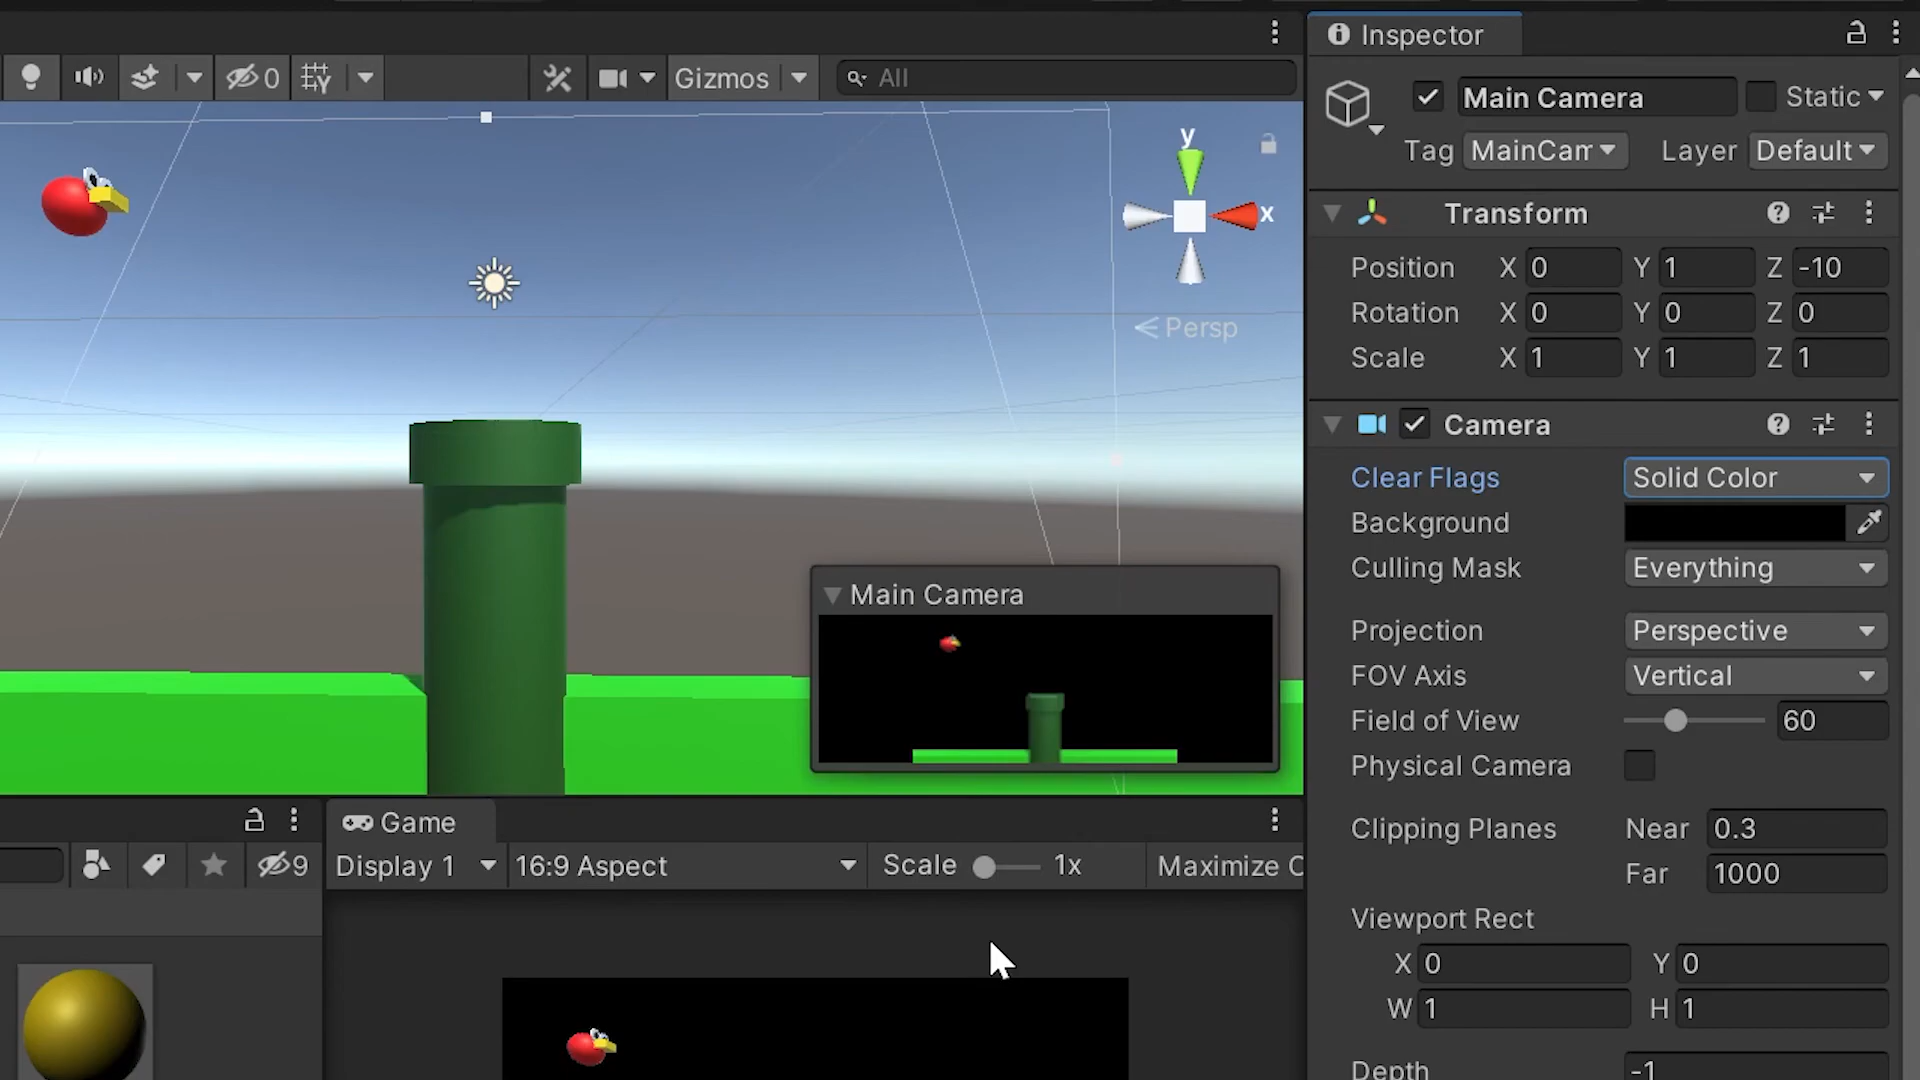 Inspector
0
Gizmos
All
Main Camera
Static
Tag
MainCam
Layer
Default
y
x
Persp
Transform
Position X 0 Y 1 Z -10
Rotation X 0 Y 0 Z 0
Scale X 1 Y 1 Z 1
Camera
Clear Flags Solid Color
Background
Culling Mask Everything
Projection Perspective
FOV Axis Vertical
Field of View 60
Physical Camera
Clipping Planes Near 0.3
Far 1000
Viewport Rect
X 0 Y 0
W 1 H 1
Depth -1
Main Camera
Game
9
Display 1
16:9 Aspect
Scale
1x
Maximize O